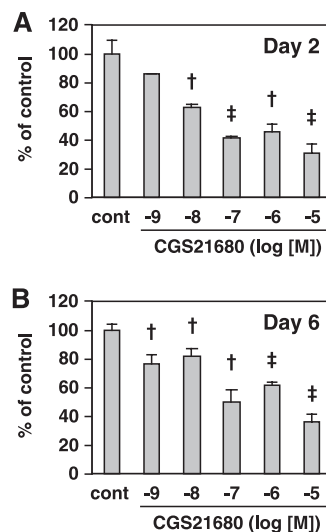 A
Day 2
% of control
120
100
80
60
40
20
0
† ‡ † ‡
cont -9 -8 -7 -6 -5
CGS21680 (log [M])
B
Day 6
% of control
120
100
80
60
40
20
0
† † † ‡ ‡
cont -9 -8 -7 -6 -5
CGS21680 (log [M])